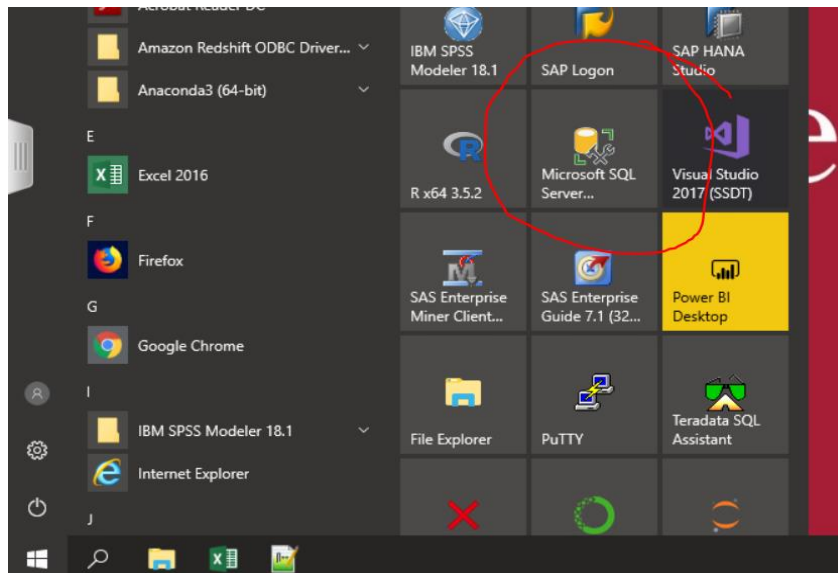 Acrobat Reader DC
Amazon Redshift ODBC Driver...
Anaconda3 (64-bit)
E
Excel 2016
F
Firefox
G
Google Chrome
I
IBM SPSS Modeler 18.1
Internet Explorer
J
IBM SPSS
Modeler 18.1
SAP Logon
SAP HANA
Studio
R x64 3.5.2
Microsoft SQL
Server...
Visual Studio
2017 (SSDT)
SAS Enterprise
Miner Client...
SAS Enterprise
Guide 7.1 (32...
Power BI
Desktop
File Explorer
PuTTY
Teradata SQL
Assistant